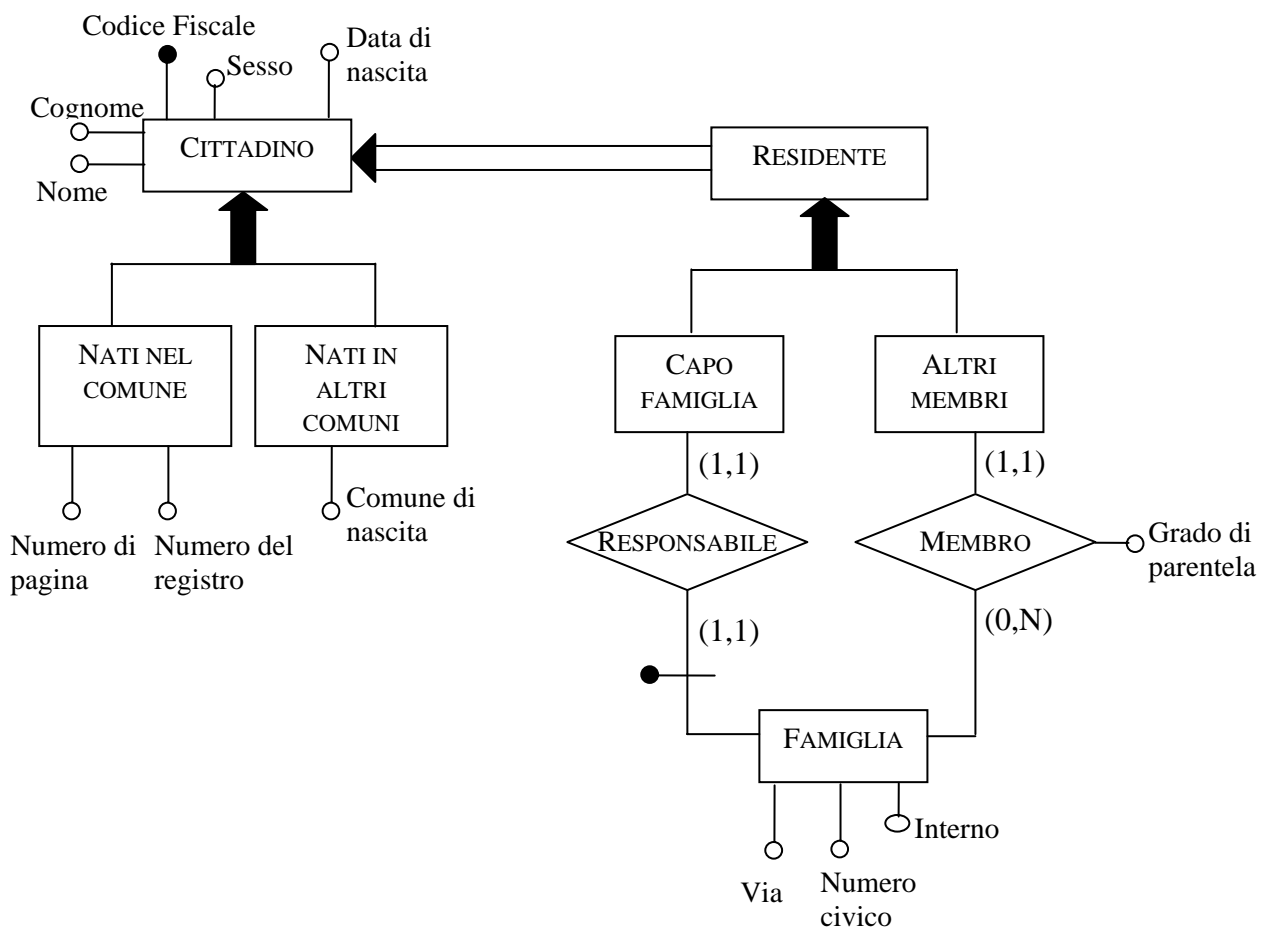 Codice Fiscale
Data di
nascita
Sesso
Cognome
CITTADINO
RESIDENTE
Nome
NATI NEL
COMUNE
NATI IN
ALTRI
COMUNI
CAPO
FAMIGLIA
ALTRI
MEMBRI
(1,1)
(1,1)
Comune di
nascita
Numero di
pagina
Numero del
registro
RESPONSABILE
MEMBRO
Grado di
parentela
(1,1)
(0,N)
FAMIGLIA
Interno
Via
Numero
civico